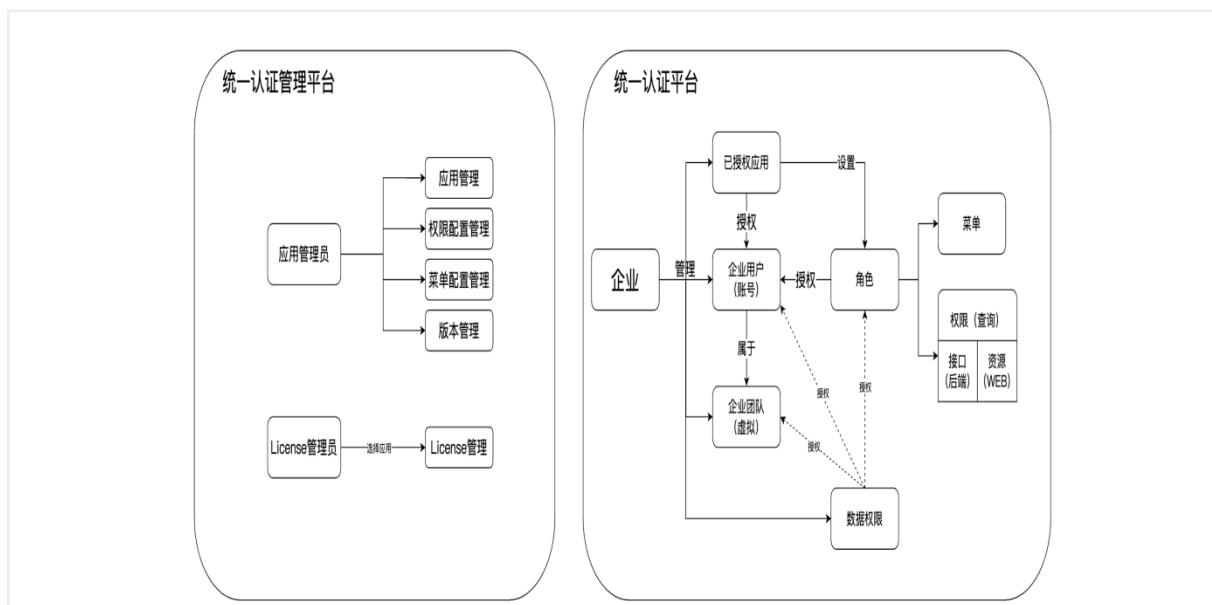 统一认证管理平台
应用管理员
应用管理
权限配置管理
菜单配置管理
版本管理
License管理员
选择应用
License管理
统一认证平台
已授权应用
设置
授权
企业
管理
企业用户
(账号)
授权
角色
菜单
权限（查询）
接口
(后端)
资源
(WEB)
属于
企业团队
(虚拟)
授权
授权
授权
数据权限